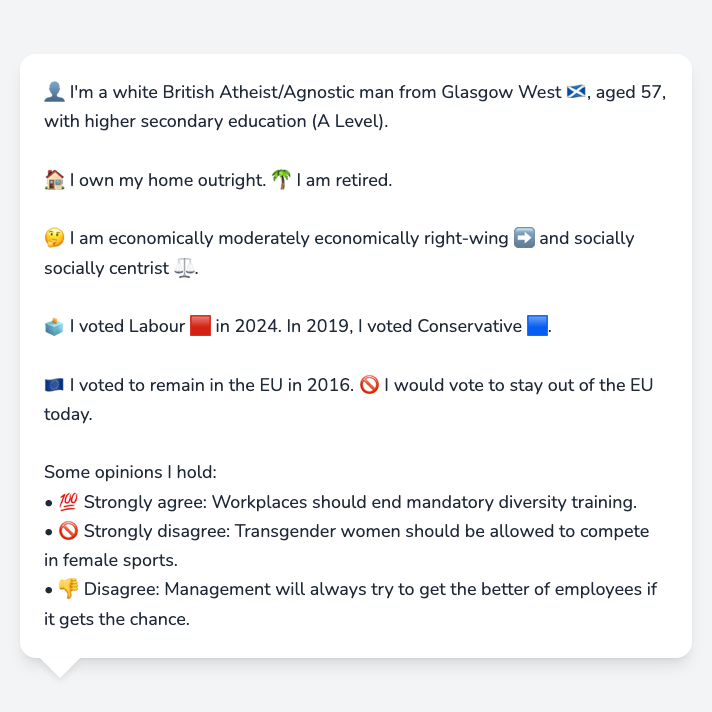 👤 I'm a white British Atheist/Agnostic man from Glasgow West 🏴󠁧󠁢󠁳󠁣󠁴󠁿, aged 57,
with higher secondary education (A Level).
🏠 I own my home outright. 🌴 I am retired.
🤔 I am economically moderately economically right-wing ➡️ and socially
socially centrist ⚖️.
🗳️ I voted Labour 🟥 in 2024. In 2019, I voted Conservative 🟦.
🇪🇺 I voted to remain in the EU in 2016. 🚫 I would vote to stay out of the EU
today.
Some opinions I hold:
• 💯 Strongly agree: Workplaces should end mandatory diversity training.
• 🚫 Strongly disagree: Transgender women should be allowed to compete
in female sports.
• 👎 Disagree: Management will always try to get the better of employees if
it gets the chance.